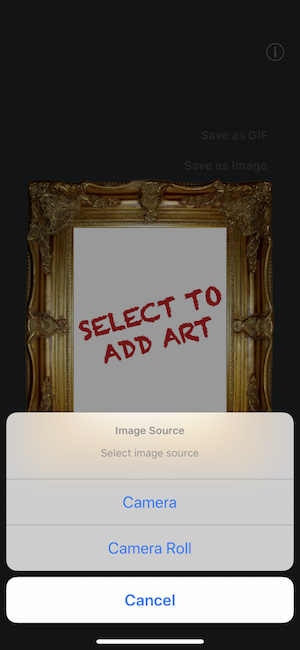 Save as GIF
Save as Image
SELECT TO
ADD ART
Image Source
Select image source
Camera
Camera Roll
Cancel